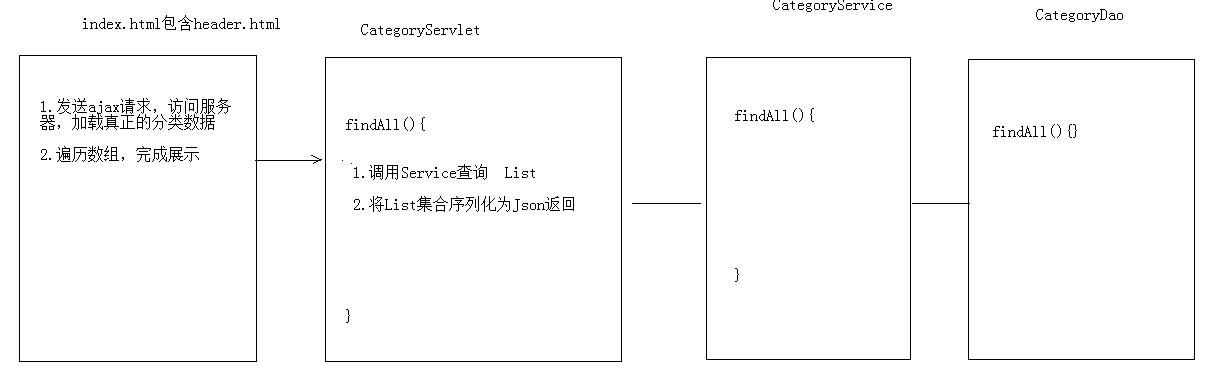 index.html包含header.html
1.发送ajax请求，访问服务
器，加载真正的分类数据
2.遍历数组，完成展示
CategoryServlet
findAll(){
1.调用Service查询  List
2.将List集合序列化为Json返回
}
CategoryService
findAll(){
}
CategoryDao
findAll(){}